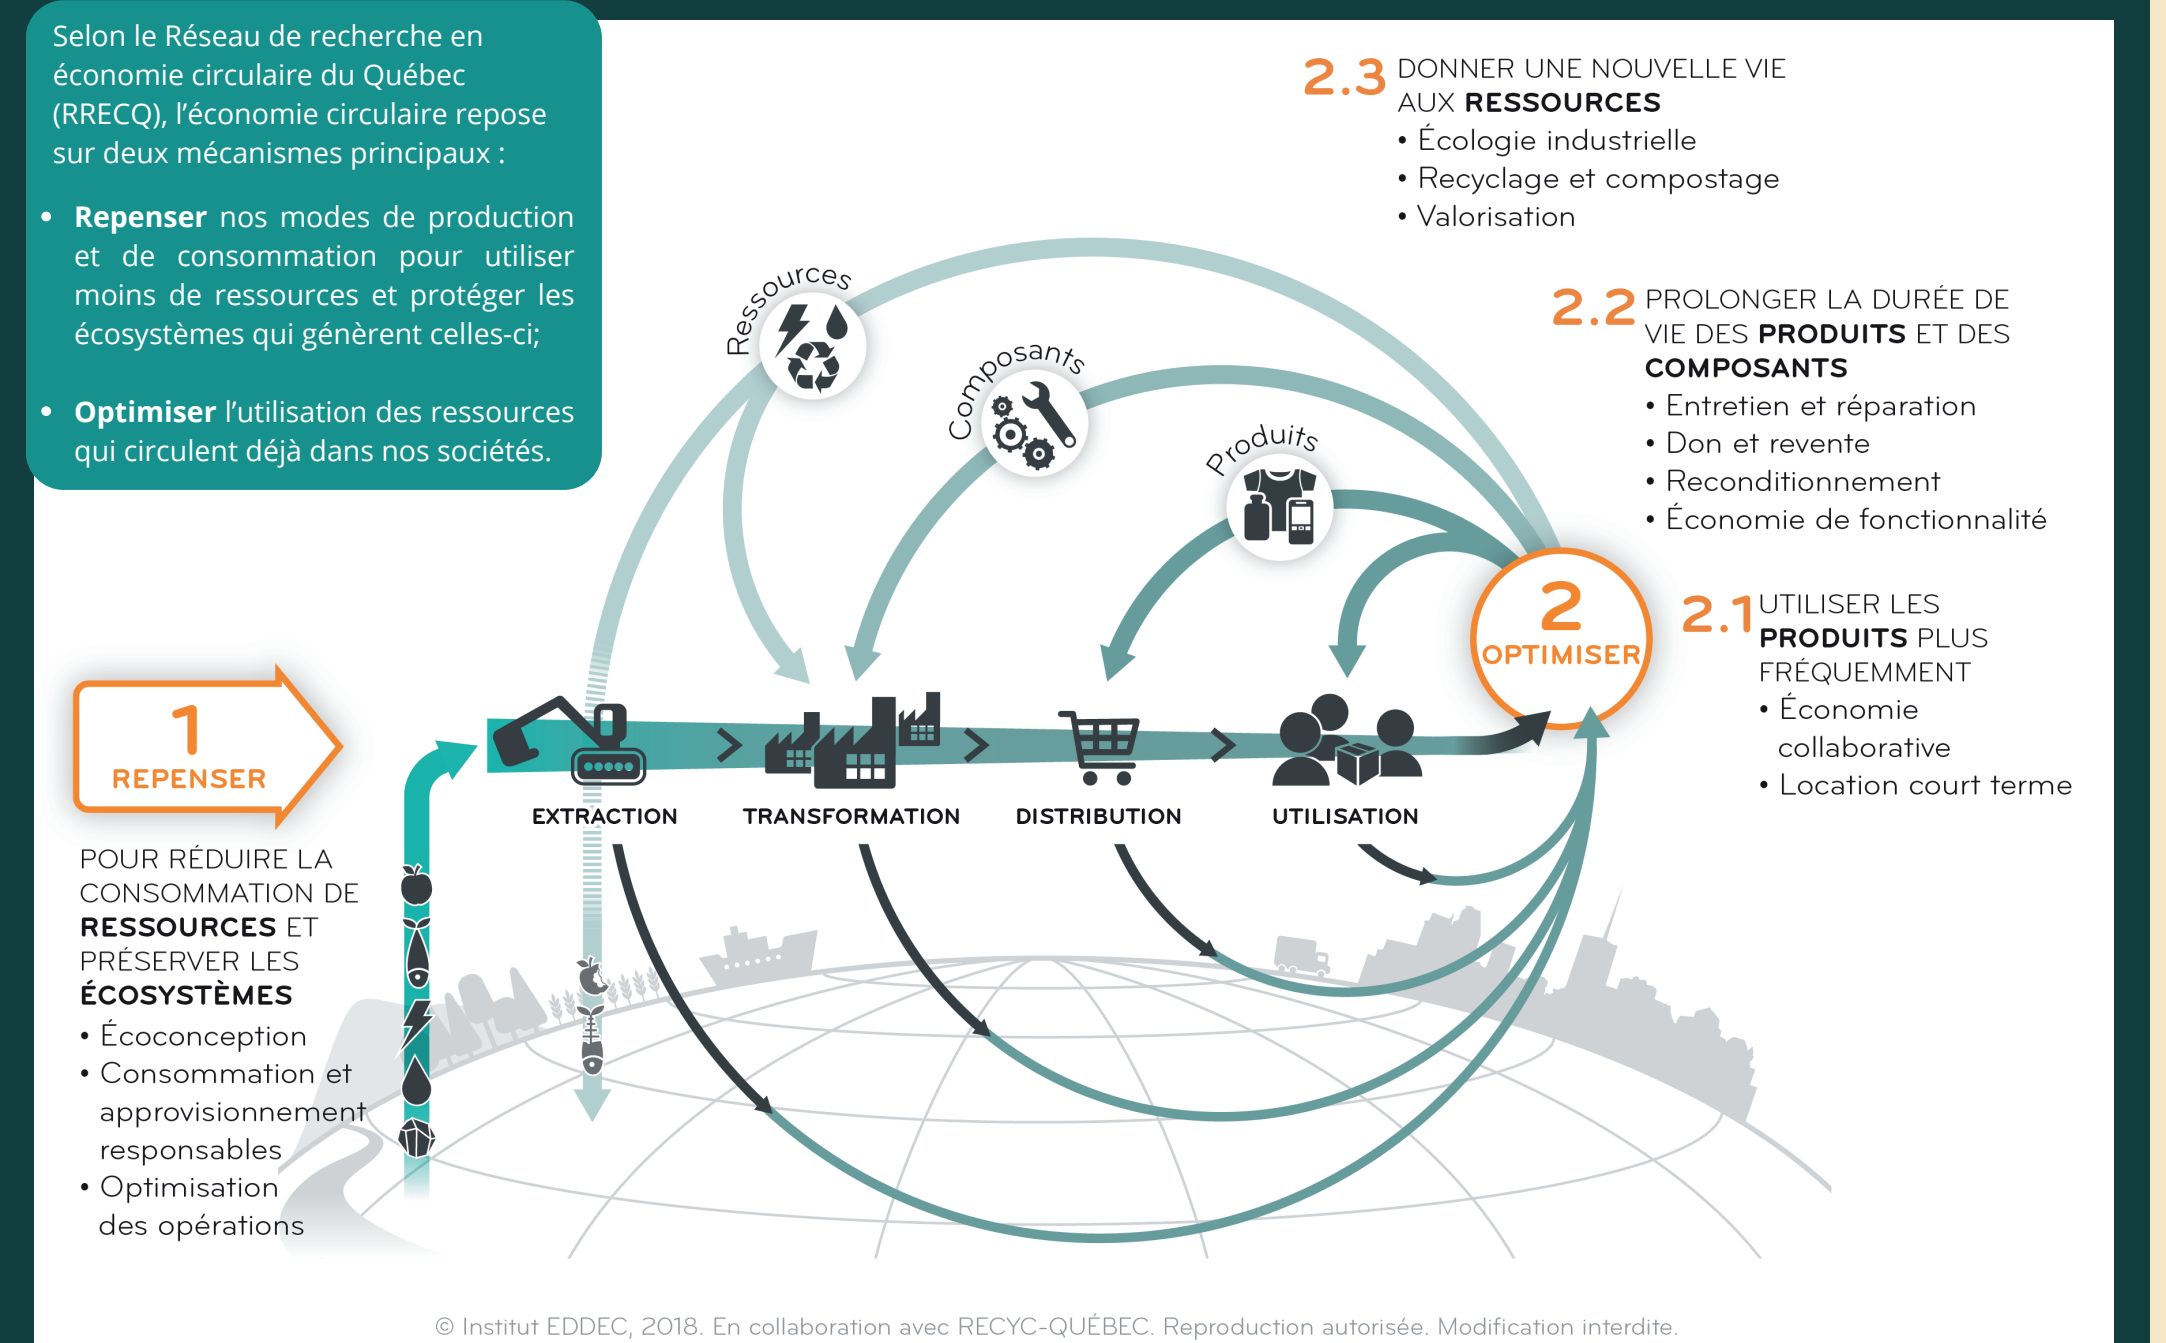 Selon le Réseau de recherche en
économie circulaire du Québec
(RRECQ), l’économie circulaire repose
sur deux mécanismes principaux :
• Repenser nos modes de production
et de consommation pour utiliser
moins de ressources et protéger les
écosystèmes qui génèrent celles-ci;
• Optimiser l’utilisation des ressources
qui circulent déjà dans nos sociétés.
2.3 DONNER UNE NOUVELLE VIE
AUX RESSOURCES
• Écologie industrielle
• Recyclage et compostage
• Valorisation
2.2 PROLONGER LA DURÉE DE
VIE DES PRODUITS ET DES
COMPOSANTS
• Entretien et réparation
• Don et revente
• Reconditionnement
• Économie de fonctionnalité
2.1 UTILISER LES
PRODUITS PLUS
FRÉQUEMMENT
• Économie
collaborative
• Location court terme
Ressources
Composants
Produits
2
OPTIMISER
1
REPENSER
EXTRACTION
TRANSFORMATION
DISTRIBUTION
UTILISATION
POUR RÉDUIRE LA
CONSOMMATION DE
RESSOURCES ET
PRÉSERVER LES
ÉCOSYSTÈMES
• Écoconception
• Consommation et
approvisionnement
responsables
• Optimisation
des opérations
© Institut EDDEC, 2018. En collaboration avec RECYC-QUÉBEC. Reproduction autorisée. Modification interdite.